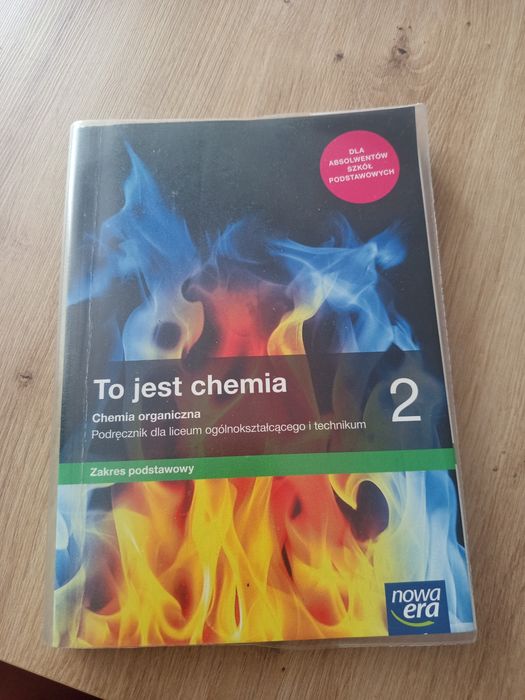 DLA
ABSOLWENTÓW
SZKÓŁ
PODSTAWOWYCH
To jest chemia
2
Chemia organiczna
Podręcznik dla liceum ogólnokształcącego i technikum
Zakres podstawowy
nowa
era